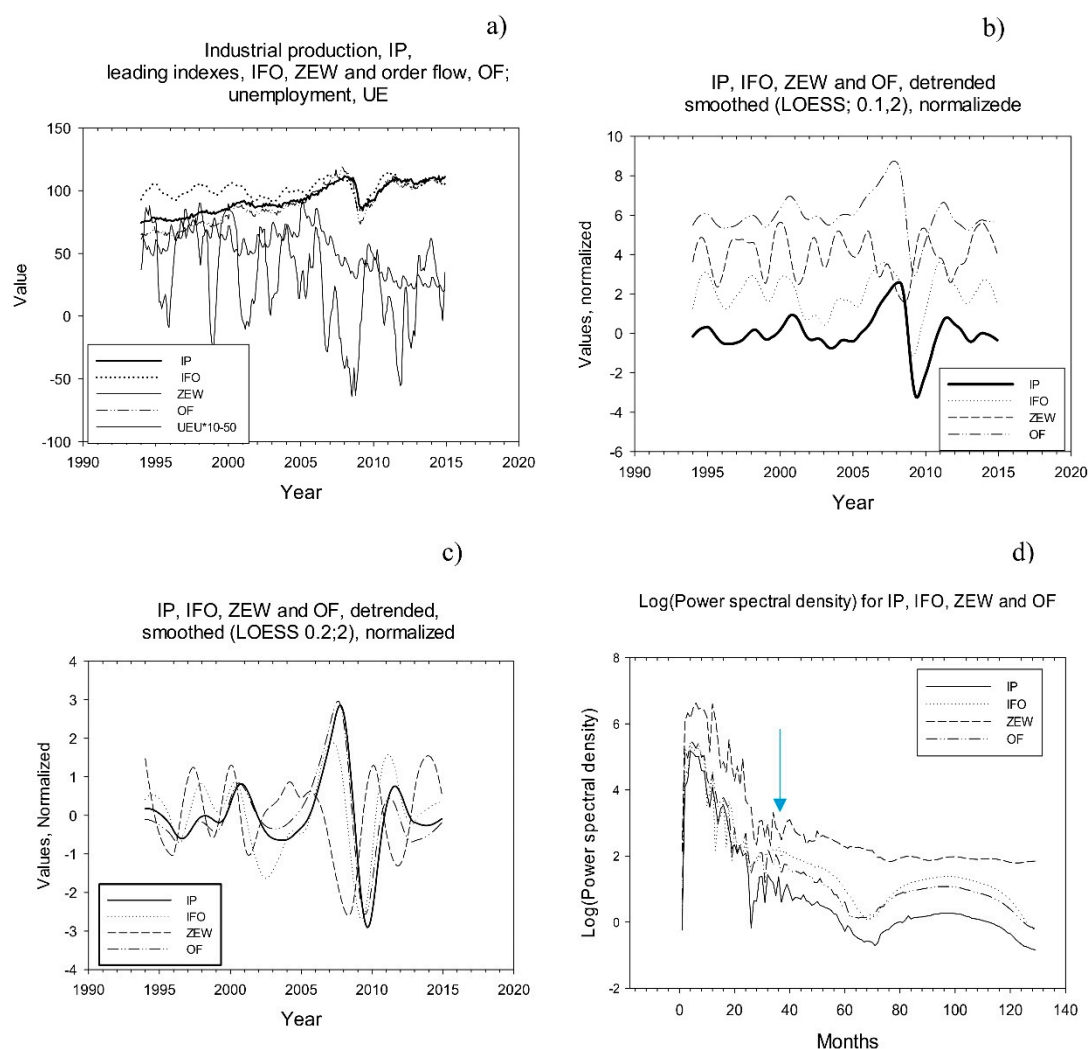 a)
Industrial production, IP,
leading indexes, IFO, ZEW and order flow, OF;
unemployment, UE
150
100
50
0
-50
-100
Value
IP
IFO
ZEW
OF
UEU*10-50
1990 1995 2000 2005 2010 2015 2020
Year
b)
IP, IFO, ZEW and OF, detrended
smoothed (LOESS; 0.1,2), normalizede
10
8
6
4
2
0
-2
-4
-6
Values, normalized
IP
IFO
ZEW
OF
1990 1995 2000 2005 2010 2015 2020
Year
c)
IP, IFO, ZEW and OF, detrended,
smoothed (LOESS 0.2;2), normalized
4
3
2
1
0
-1
-2
-3
-4
Values, Normalized
IP
IFO
ZEW
OF
1990 1995 2000 2005 2010 2015 2020
Year
d)
Log(Power spectral density) for IP, IFO, ZEW and OF
8
6
4
2
0
-2
Log(Power spectral density)
IP
IFO
ZEW
OF
0 20 40 60 80 100 120 140
Months